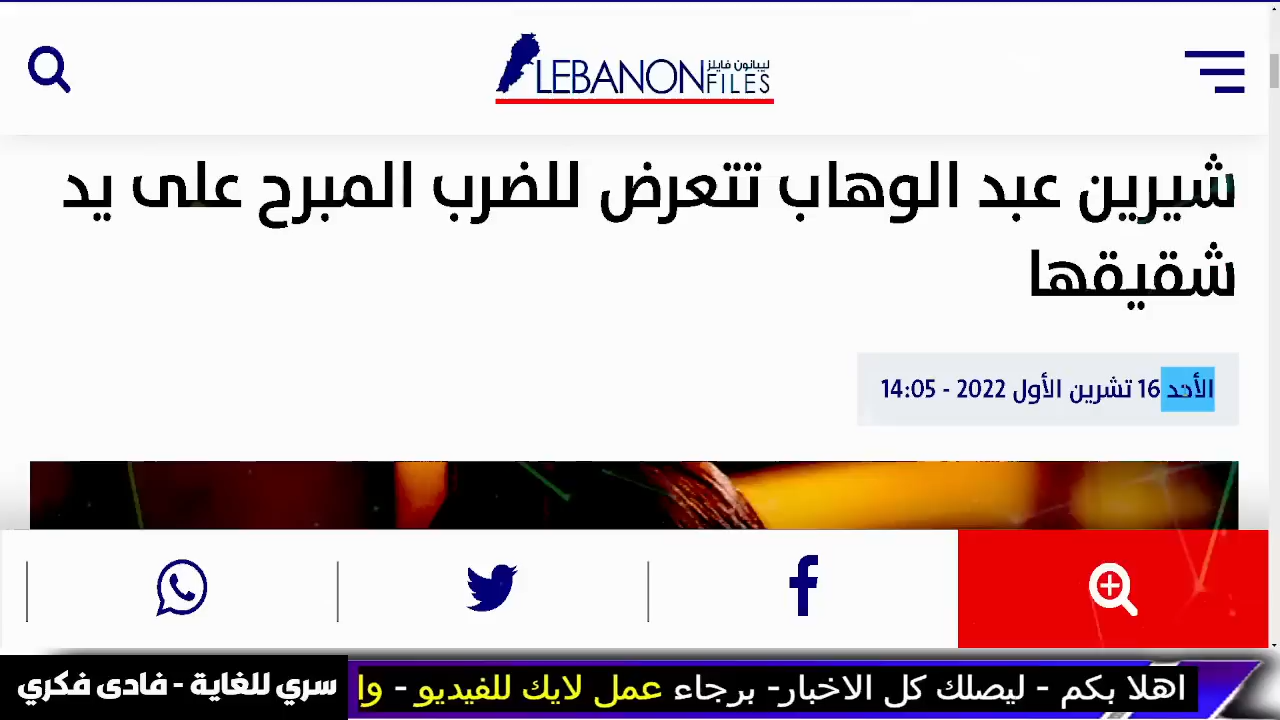 LEBANON
ليبانون فايلز
FILES
شيرين عبد الوهاب تتعرض للضرب المبرح على يد
شقيقها
الأحد 16 تشرين الأول 2022 - 14:05
اهلا بكم - ليصلك كل الاخبار- برجاء عمل لايك للفيديو - وا
سري للغاية - فادى فكري